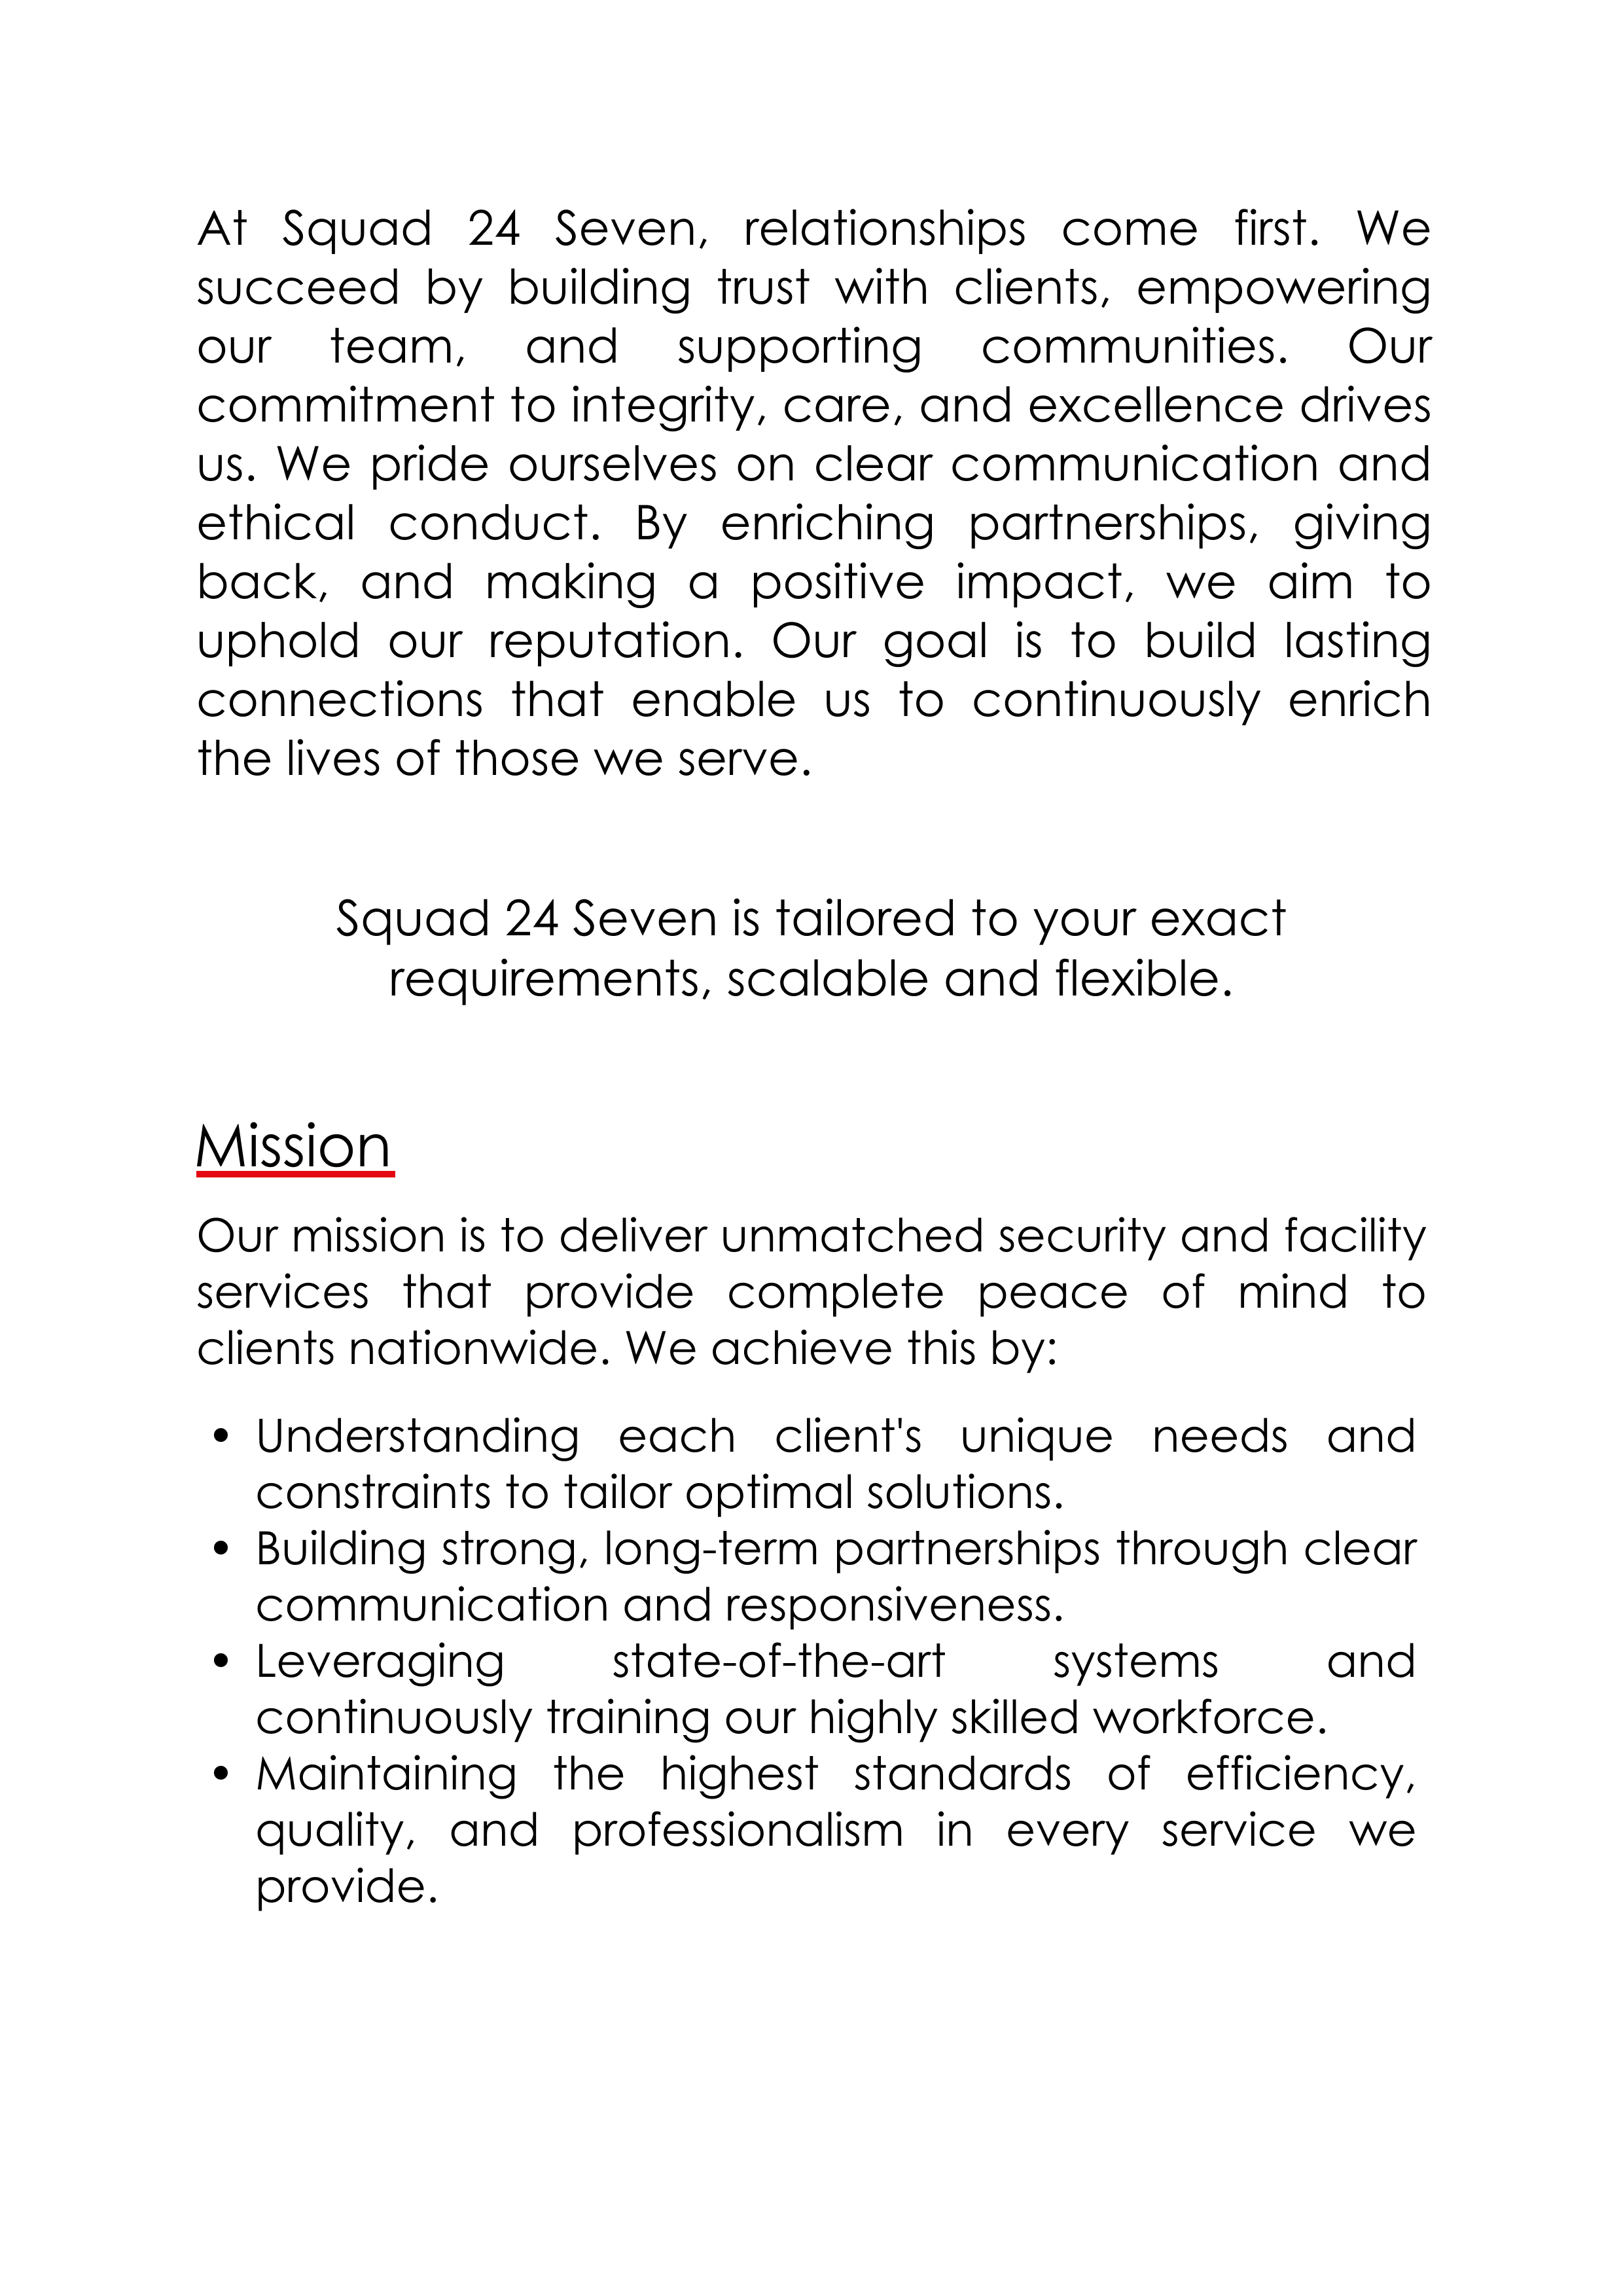 At Squad 24 Seven, relationships come first. We
succeed by building trust with clients, empowering
our team, and supporting communities. Our
commitment to integrity, care, and excellence drives
us. We pride ourselves on clear communication and
ethical conduct. By enriching partnerships, giving
back, and making a positive impact, we aim to
uphold our reputation. Our goal is to build lasting
connections that enable us to continuously enrich
the lives of those we serve.
Squad 24 Seven is tailored to your exact
requirements, scalable and flexible.
Mission
Our mission is to deliver unmatched security and facility
services that provide complete peace of mind to
clients nationwide. We achieve this by:
• Understanding each client's unique needs and
constraints to tailor optimal solutions.
• Building strong, long-term partnerships through clear
communication and responsiveness.
• Leveraging state-of-the-art systems and
continuously training our highly skilled workforce.
• Maintaining the highest standards of efficiency,
quality, and professionalism in every service we
provide.